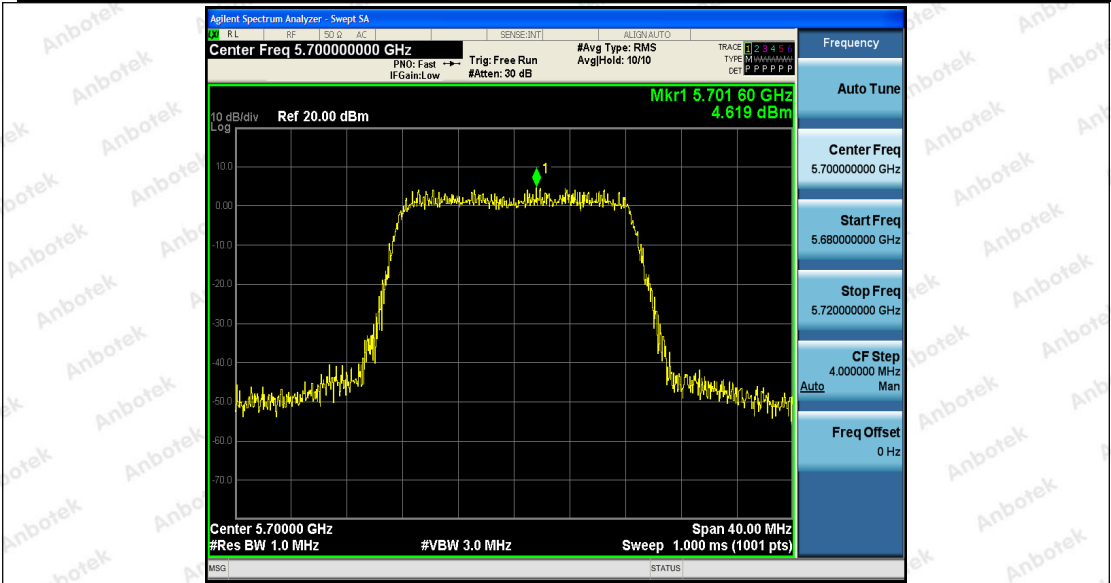 Agilent Spectrum Analyzer - Swept SA
RL RF 50 Ω AC SENSE:INT ALIGNAUTO
Center Freq 5.700000000 GHz
PNO: Fast
IFGain:Low
Trig: Free Run
#Atten: 30 dB
#Avg Type: RMS
Avg|Hold: 10/10
TRACE 1 2 3 4 5 6
TYPE M
DET P P P P P P
Mkr1 5.701 60 GHz
4.619 dBm
10 dB/div Ref 20.00 dBm
Log
10.0
0.00
-10.0
-20.0
-30.0
-40.0
-50.0
-60.0
-70.0
1
Center 5.70000 GHz Span 40.00 MHz
#Res BW 1.0 MHz #VBW 3.0 MHz Sweep 1.000 ms (1001 pts)
MSG STATUS
Frequency
Auto Tune
Center Freq
5.700000000 GHz
Start Freq
5.680000000 GHz
Stop Freq
5.720000000 GHz
CF Step
4.000000 MHz
Auto Man
Freq Offset
0 Hz
Anbotek